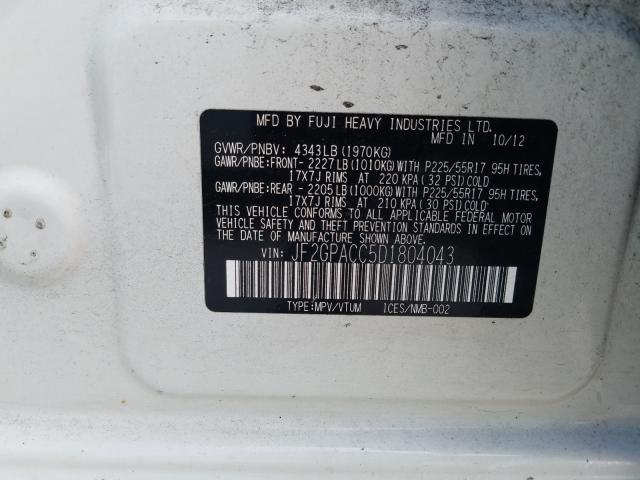 MFD BY FUJI HEAVY INDUSTRIES LTD.
MFD IN 10/12
GVWR/PNBV: 4343LB(1970KG)
GAWR/PNBE:FRONT- 2227LB(1010KG)WITH P225/55R17 95H TIRES,
17X7J RIMS AT 220 KPA(32 PSI)COLD
GAWR/PNBE:REAR - 2205LB(1000KG)WITH P225/55R17 95H TIRES,
17X7J RIMS AT 210 KPA(30 PSI)COLD
THIS VEHICLE CONFORMS TO ALL APPLICABLE FEDERAL MOTOR
VEHICLE SAFETY AND THEFT PREVENTION STANDARDS IN EFFECT ON
THE DATE OF MANUFACTURE SHOWN ABOVE.
VIN: JF2GPACC5D1804043
TYPE:MPV/VTUM ICES/NMB-002